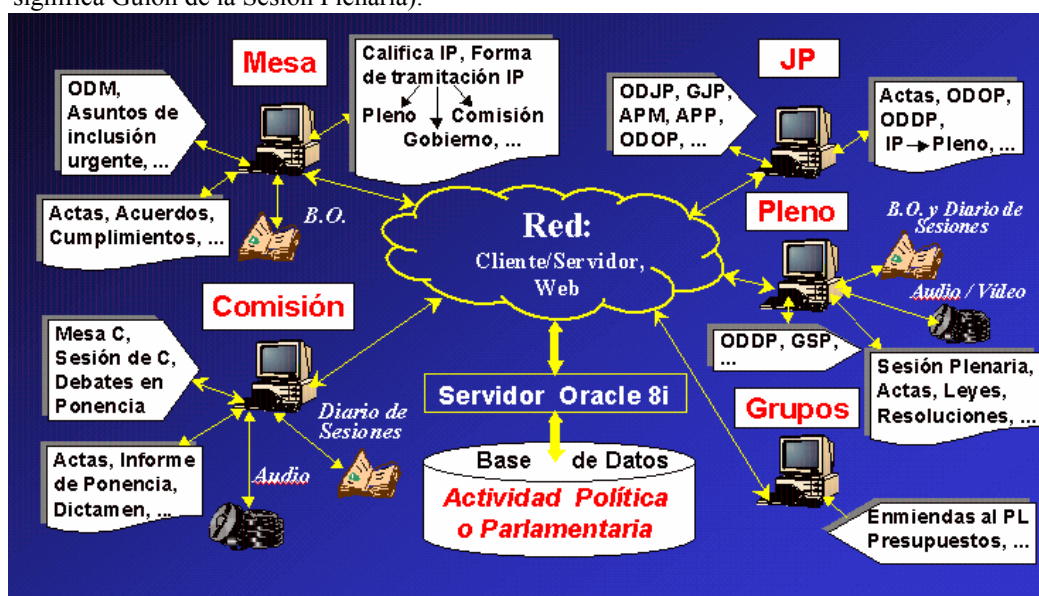 significa Guión de la Sesión Plenaria).
Mesa
ODM,
Asuntos de
inclusión
urgente, ...
Califica IP, Forma
de tramitación IP
Pleno Comisión
Gobierno, ...
Actas, Acuerdos,
Cumplimientos, ...
B.O.
JP
ODJP, GJP,
APM, APP,
ODOP, ...
Actas, ODOP,
ODDP,
IP → Pleno, ...
Red:
Cliente/Servidor,
Web
Pleno
B.O. y Diario de
Sesiones
Audio / Vídeo
ODDP, GSP,
...
Sesión Plenaria,
Actas, Leyes,
Resoluciones, ...
Comisión
Mesa C,
Sesión de C,
Debates en
Ponencia
Diario de
Sesiones
Actas, Informe
de Ponencia,
Dictamen, ...
Audio
Servidor Oracle 8i
Base de Datos
Actividad Política
o Parlamentaria
Grupos
Enmiendas al PL
Presupuestos, ...